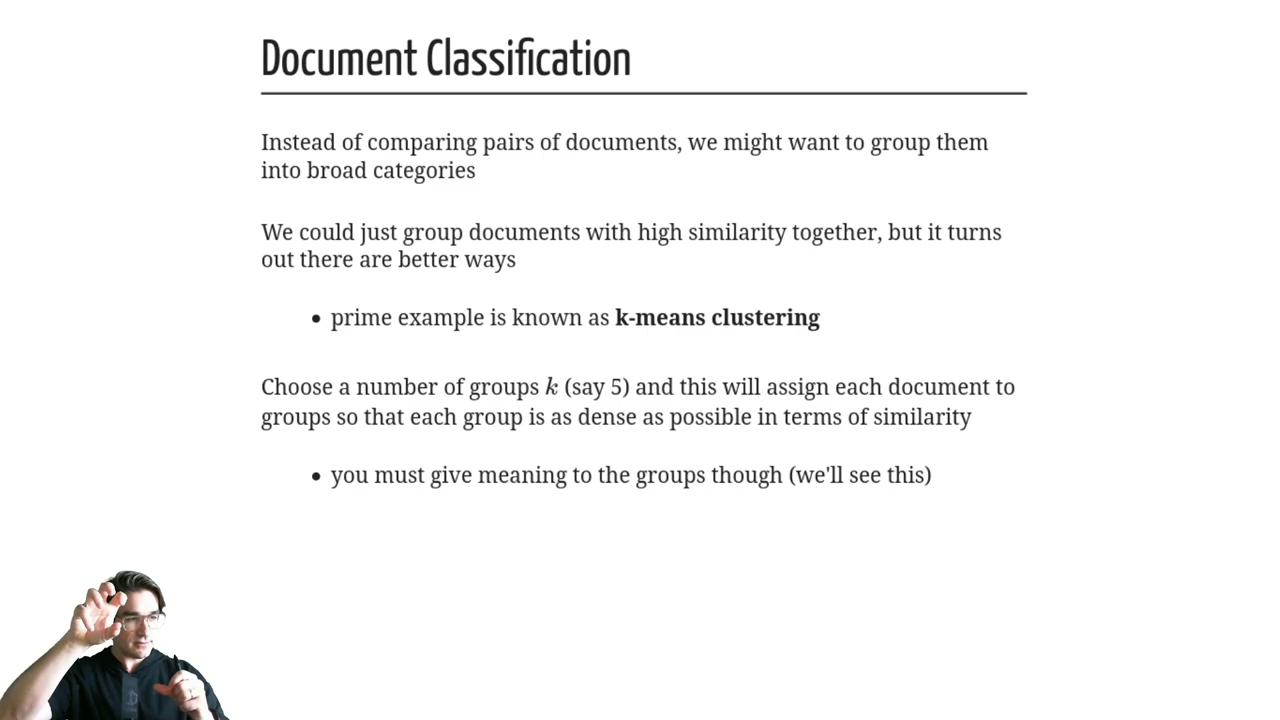 Document Classification
Instead of comparing pairs of documents, we might want to group them
into broad categories
We could just group documents with high similarity together, but it turns
out there are better ways
• prime example is known as k-means clustering
Choose a number of groups k (say 5) and this will assign each document to
groups so that each group is as dense as possible in terms of similarity
• you must give meaning to the groups though (we'll see this)